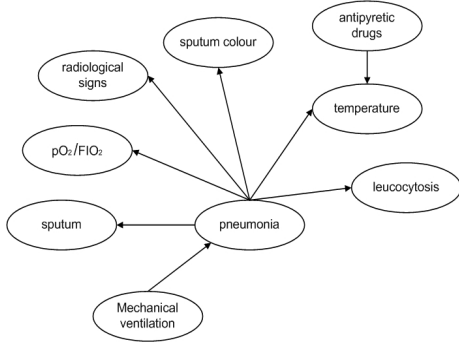 antipyretic
drugs
sputum colour
radiological
signs
temperature
pO₂/FIO₂
leucocytosis
sputum
pneumonia
Mechanical
ventilation